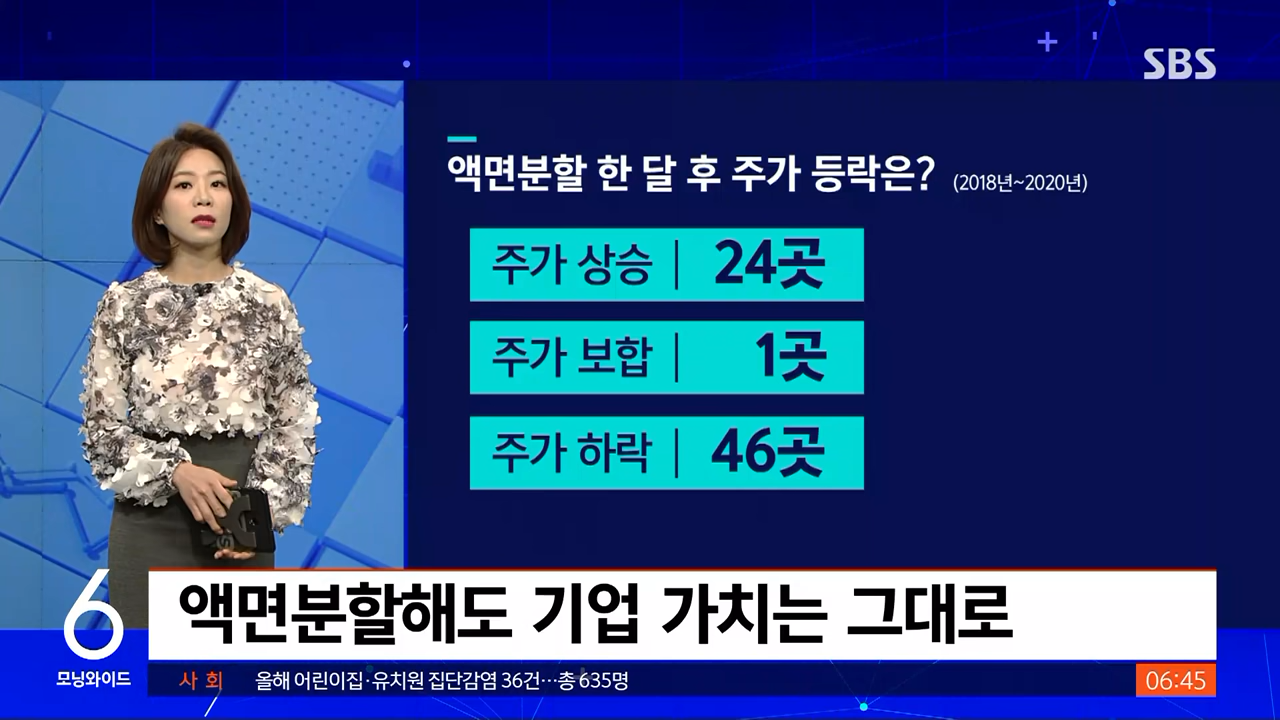 SBS
액면분할 한 달 후 주가 등락은? (2018년~2020년)
주가 상승 | 24곳
주가 보합 | 1곳
주가 하락 | 46곳
6
모닝와이드
액면분할해도 기업 가치는 그대로
사회 올해 어린이집·유치원 집단감염 36건…총 635명
06:45